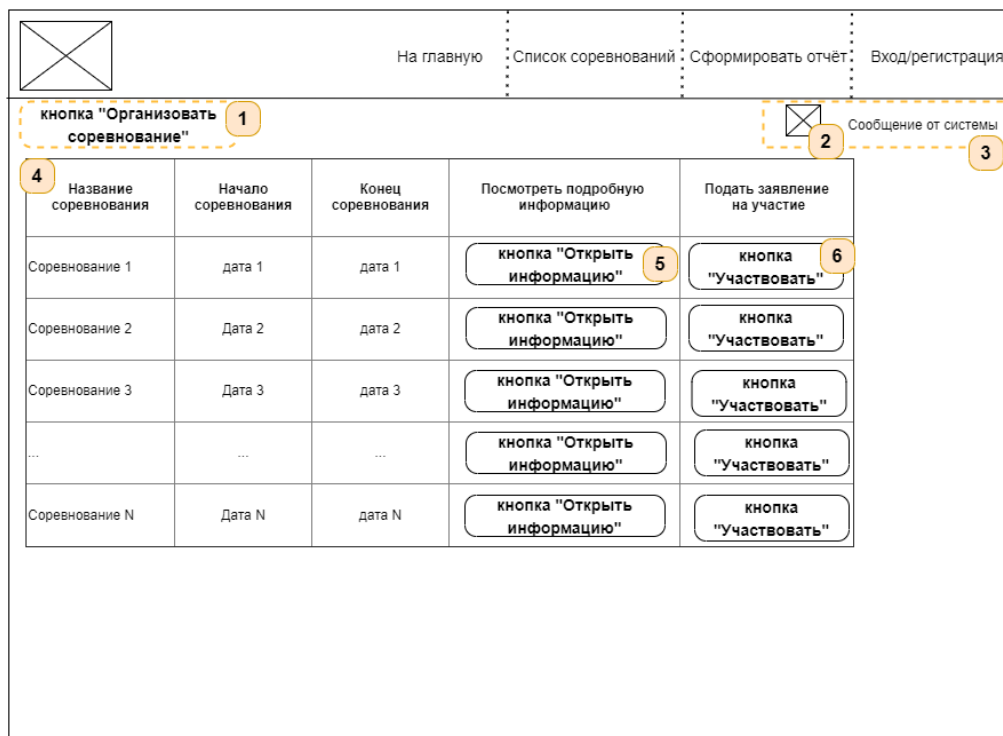 На главную Список соревнований Сформировать отчёт Вход/регистрация
кнопка "Организовать
соревнование"
1
2
Сообщение от системы
3
4
Название
соревнования
Начало
соревнования
Конец
соревнования
Посмотреть подробную
информацию
Подать заявление
на участие
Соревнование 1
дата 1
дата 1
кнопка "Открыть
информацию"
5
кнопка
"Участвовать"
6
Соревнование 2
Дата 2
дата 2
кнопка "Открыть
информацию"
кнопка
"Участвовать"
Соревнование 3
Дата 3
дата 3
кнопка "Открыть
информацию"
кнопка
"Участвовать"
...
...
...
кнопка "Открыть
информацию"
кнопка
"Участвовать"
Соревнование N
Дата N
дата N
кнопка "Открыть
информацию"
кнопка
"Участвовать"